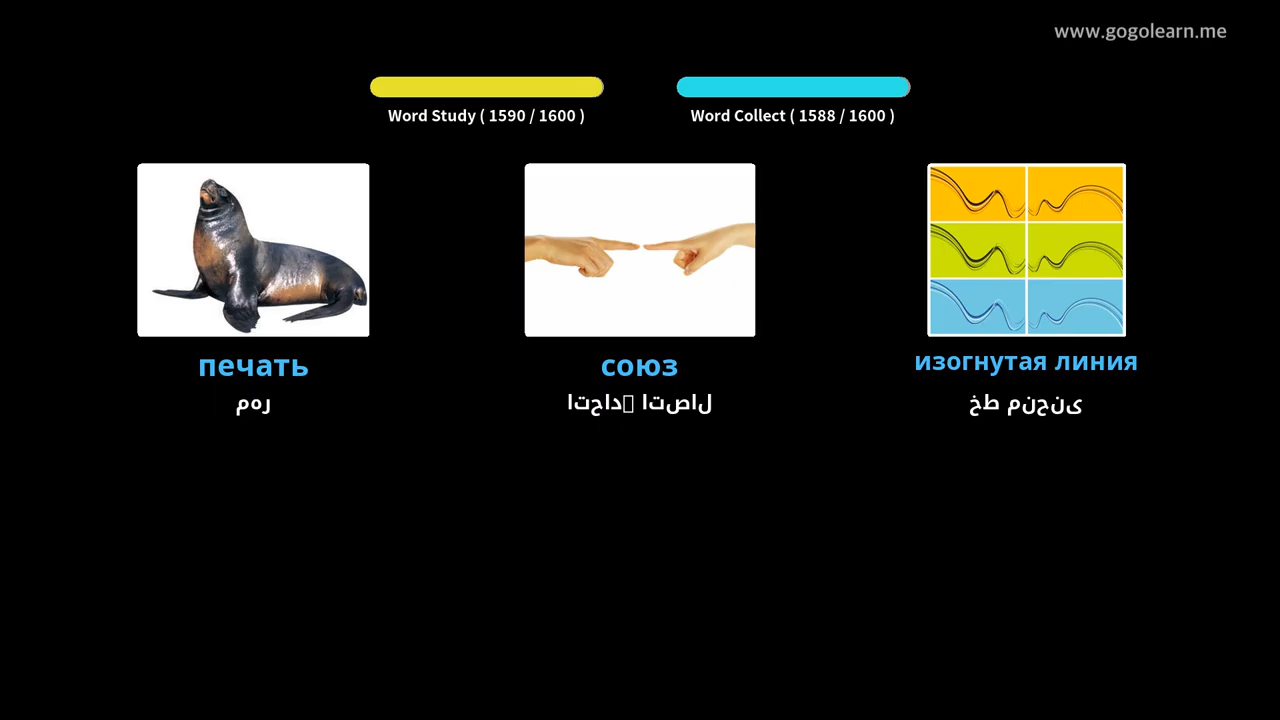 www.gogolearn.me
Word Study ( 1590 / 1600 )
Word Collect ( 1588 / 1600 )
печать
مهر
союз
اتحاد اتصال
изогнутая линия
خط منحنی